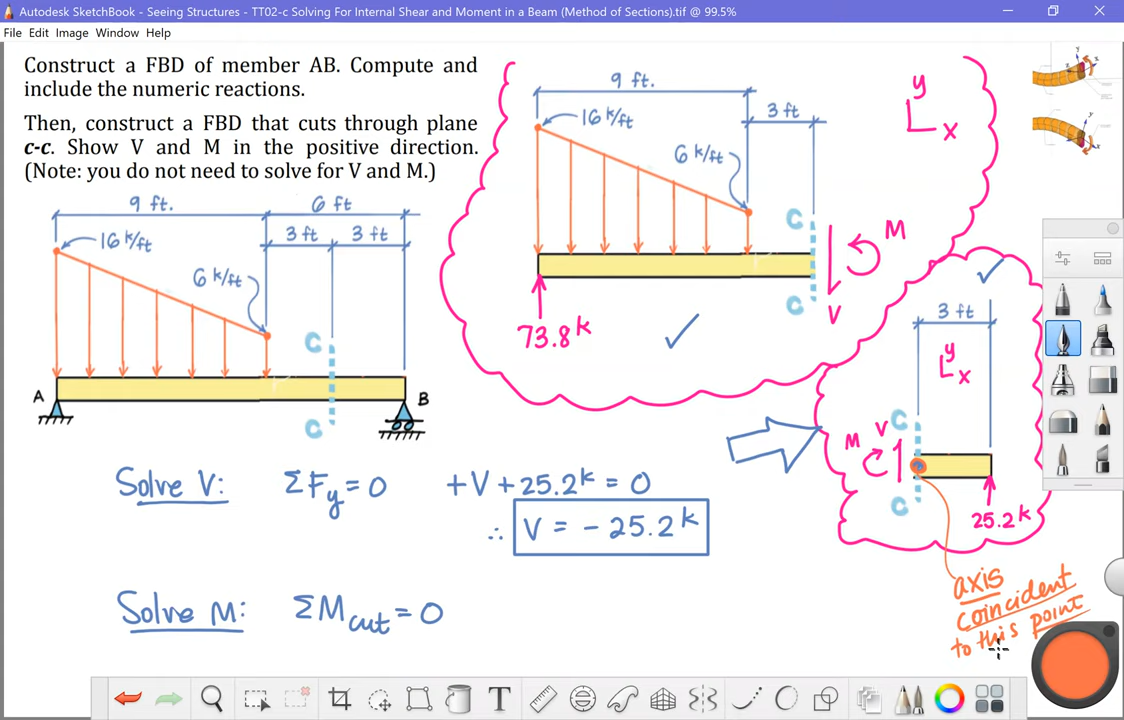 Autodesk SketchBook - Seeing Structures - TT02-c Solving For Internal Shear and Moment in a Beam (Method of Sections).tif @ 99.5%
File Edit Image Window Help
Construct a FBD of member AB. Compute and
include the numeric reactions.
Then, construct a FBD that cuts through plane
c-c. Show V and M in the positive direction.
(Note: you do not need to solve for V and M.)
9 ft.
6 ft
3 ft
3 ft
16 k/ft
6 k/ft
C
C
A
B
9 ft.
3 ft
16 k/ft
6 k/ft
C
C
M
V
73.8k
y
x
3 ft
y
x
C
C
M
V
25.2k
axis
coincident
to this point
Solve V: ΣFy = 0 +V + 25.2k = 0
∴ V = - 25.2k
Solve M: ΣMcut = 0
T